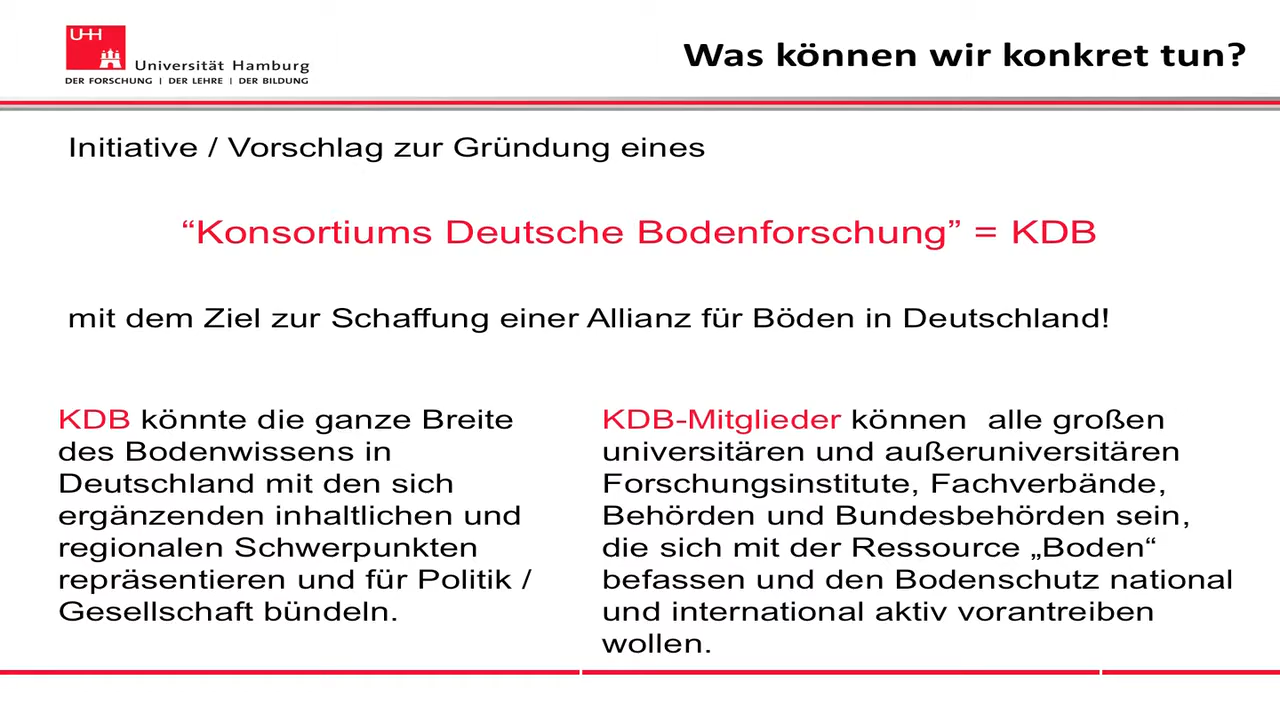 UHH
Universität Hamburg
DER FORSCHUNG | DER LEHRE | DER BILDUNG
Was können wir konkret tun?
Initiative / Vorschlag zur Gründung eines
“Konsortiums Deutsche Bodenforschung” = KDB
mit dem Ziel zur Schaffung einer Allianz für Böden in Deutschland!
KDB könnte die ganze Breite
des Bodenwissens in
Deutschland mit den sich
ergänzenden inhaltlichen und
regionalen Schwerpunkten
repräsentieren und für Politik /
Gesellschaft bündeln.
KDB-Mitglieder können  alle großen
universitären und außeruniversitären
Forschungsinstitute, Fachverbände,
Behörden und Bundesbehörden sein,
die sich mit der Ressource „Boden“
befassen und den Bodenschutz national
und international aktiv vorantreiben
wollen.